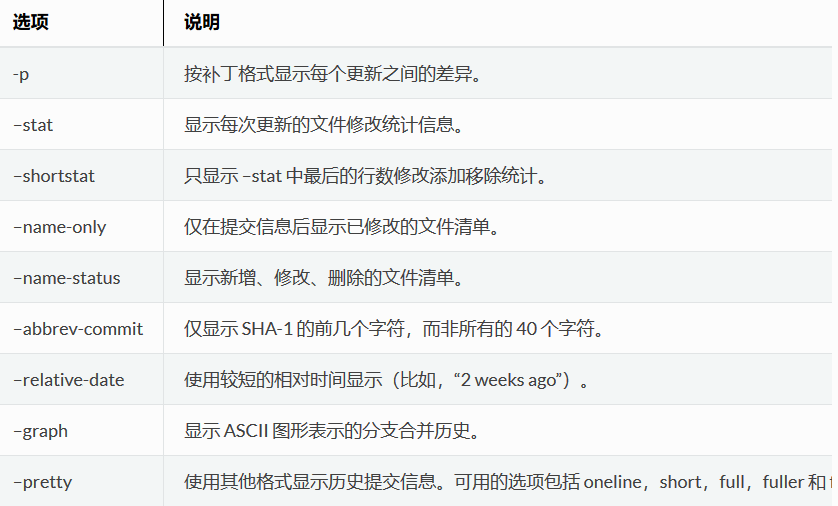 选项 说明
-p 按补丁格式显示每个更新之间的差异。
–stat 显示每次更新的文件修改统计信息。
–shortstat 只显示 –stat 中最后的行数修改添加移除统计。
–name-only 仅在提交信息后显示已修改的文件清单。
–name-status 显示新增、修改、删除的文件清单。
–abbrev-commit 仅显示 SHA-1 的前几个字符，而非所有的 40 个字符。
–relative-date 使用较短的相对时间显示（比如，“2 weeks ago”）。
–graph 显示 ASCII 图形表示的分支合并历史。
–pretty 使用其他格式显示历史提交信息。可用的选项包括 oneline，short，full，fuller 和